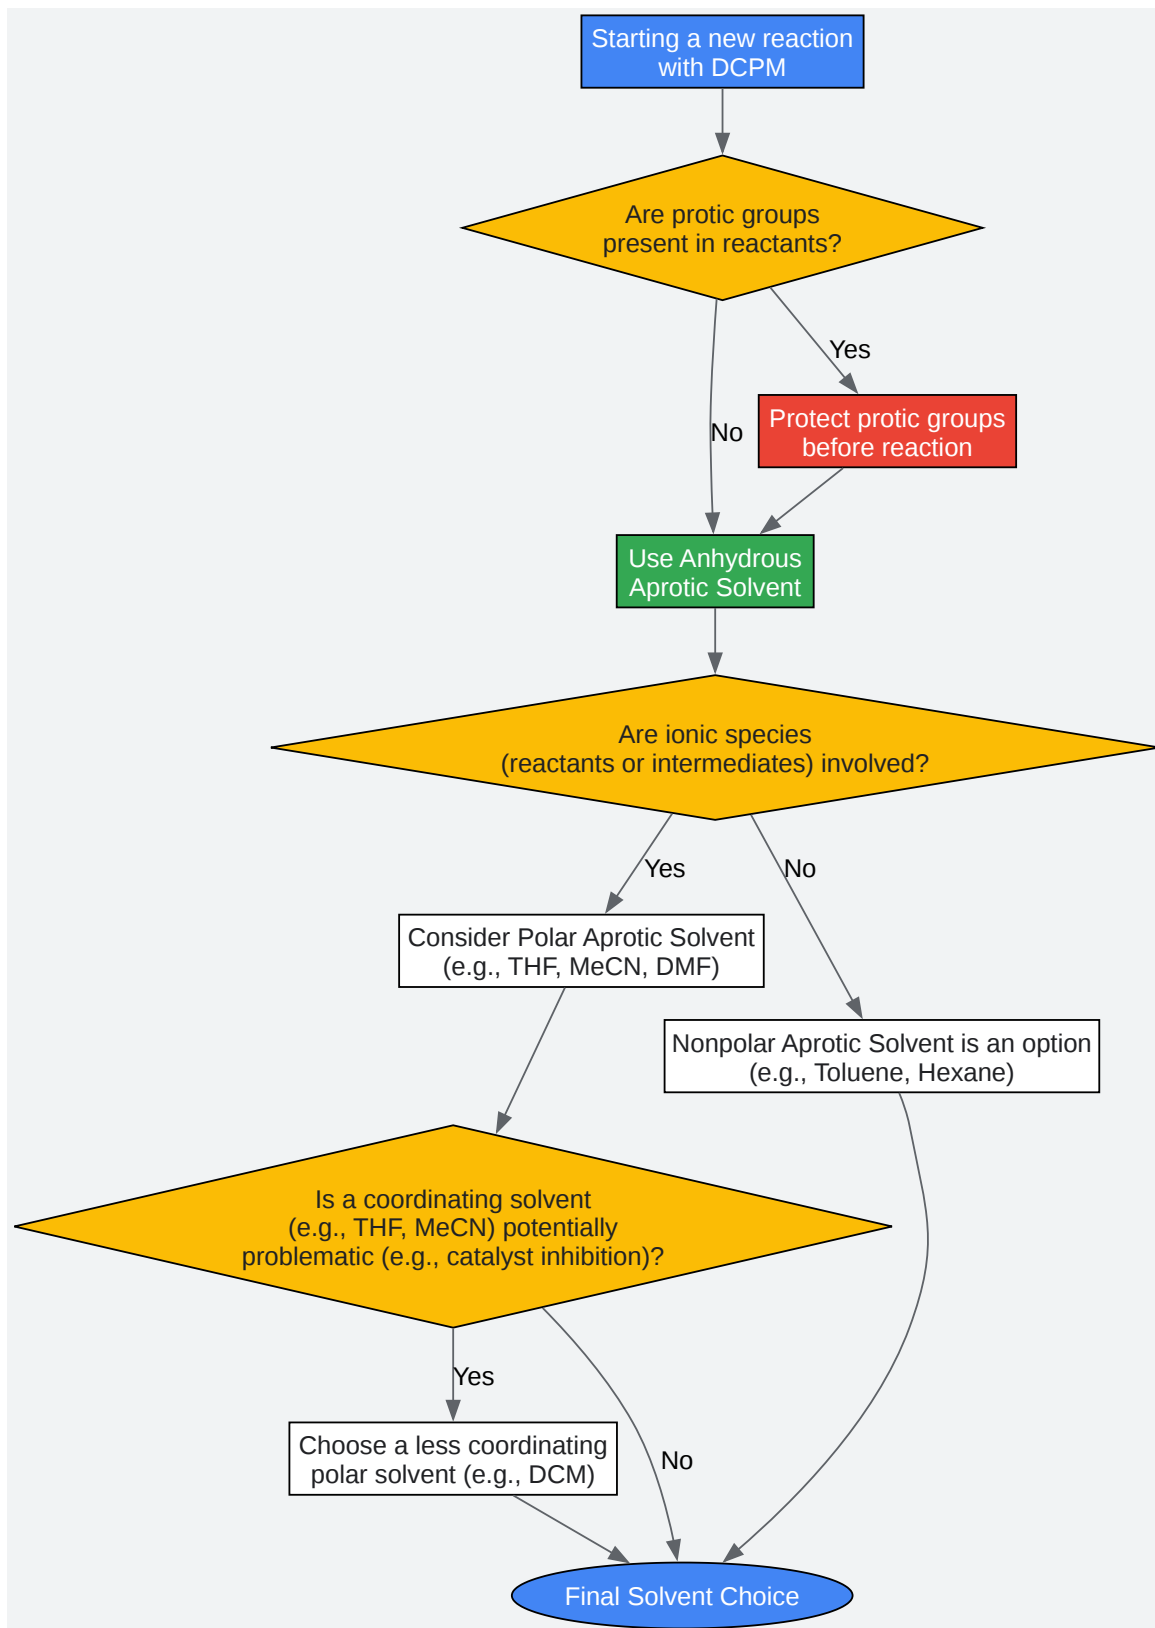 Starting a new reaction
with DCPM
Are protic groups
present in reactants?
Yes
Protect protic groups
before reaction
No
Use Anhydrous
Aprotic Solvent
Are ionic species
(reactants or intermediates) involved?
Yes
No
Consider Polar Aprotic Solvent
(e.g., THF, MeCN, DMF)
Nonpolar Aprotic Solvent is an option
(e.g., Toluene, Hexane)
Is a coordinating solvent
(e.g., THF, MeCN) potentially
problematic (e.g., catalyst inhibition)?
Yes
No
Choose a less coordinating
polar solvent (e.g., DCM)
Final Solvent Choice